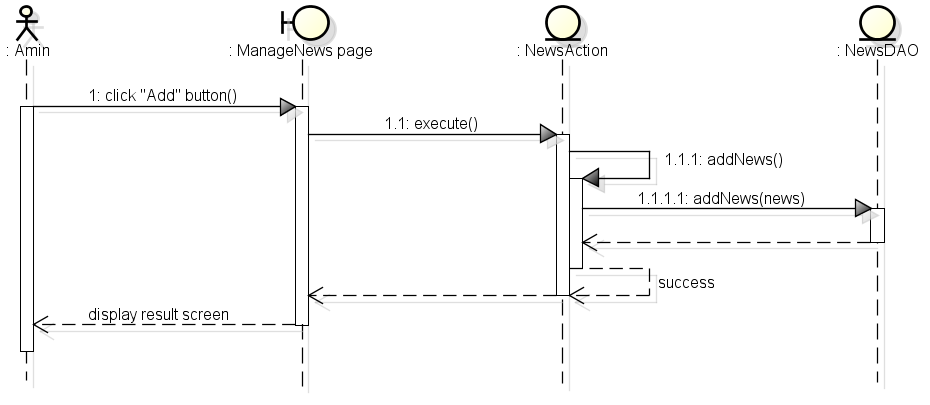 : Amin
: ManageNews page
: NewsAction
: NewsDAO
1: click "Add" button()
1.1: execute()
1.1.1: addNews()
1.1.1.1: addNews(news)
success
display result screen